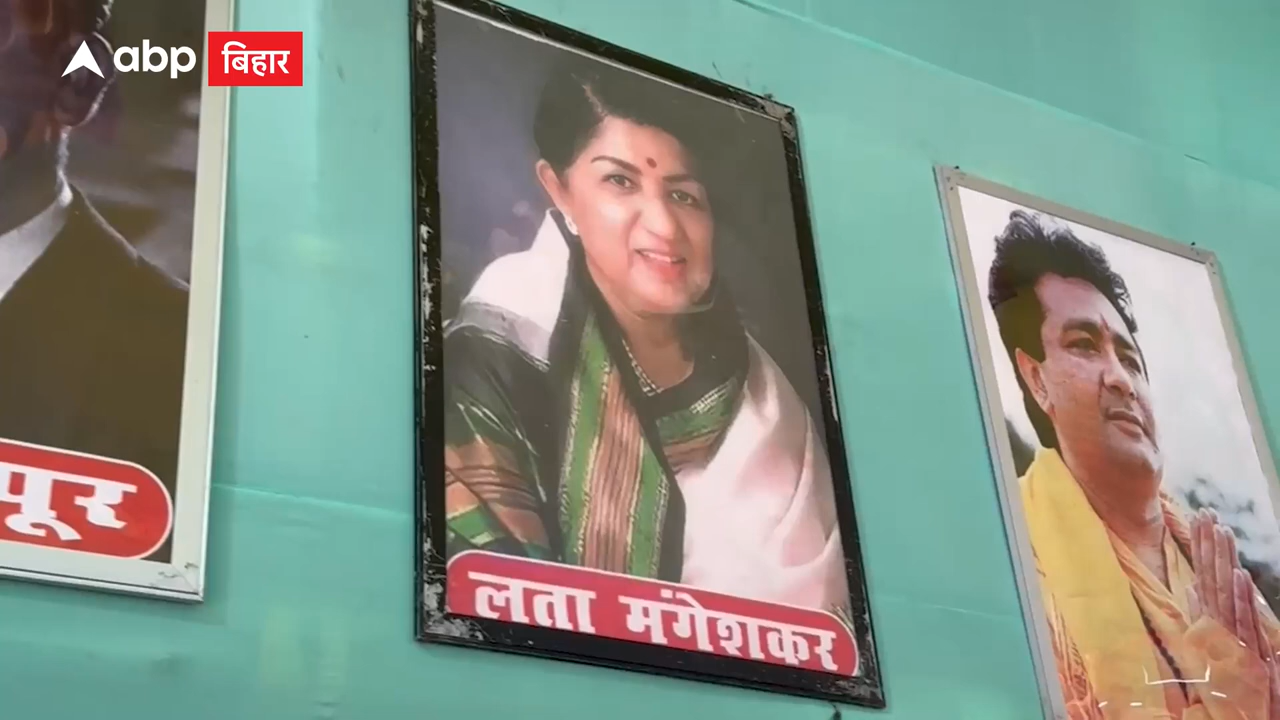 abp बिहार
पूर
लता मंगेशकर